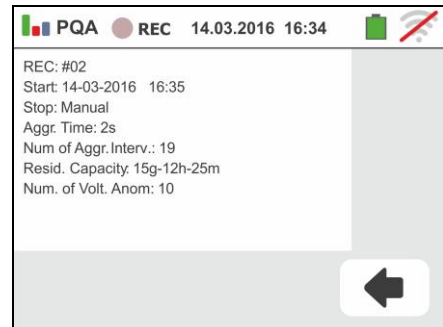 PQA REC 14.03.2016 16:34
REC: #02
Start: 14-03-2016 16:35
Stop: Manual
Aggr. Time: 2s
Num of Aggr. Interv.: 19
Resid. Capacity: 15g-12h-25m
Num. of Volt. Anom: 10